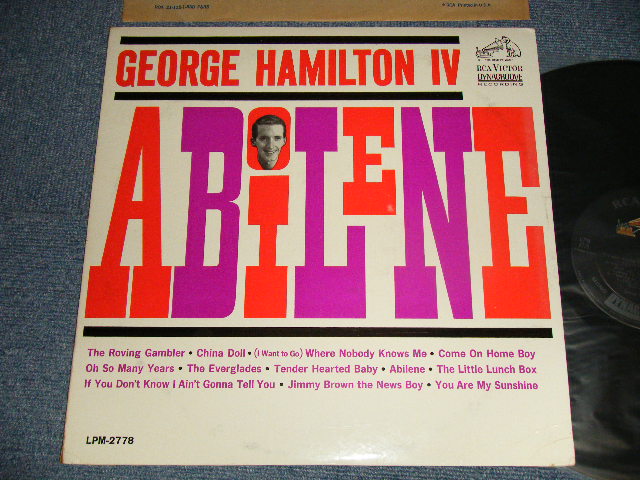 GEORGE HAMILTON IV
RCA VICTOR
DYNAGROOVE
RECORDING
ABiLENE
The Roving Gambler • China Doll • (I Want to Go) Where Nobody Knows Me • Come On Home Boy
Oh So Many Years • The Everglades • Tender Hearted Baby • Abilene • The Little Lunch Box
If You Don't Know I Ain't Gonna Tell You • Jimmy Brown the News Boy • You Are My Sunshine
LPM-2778
RCA